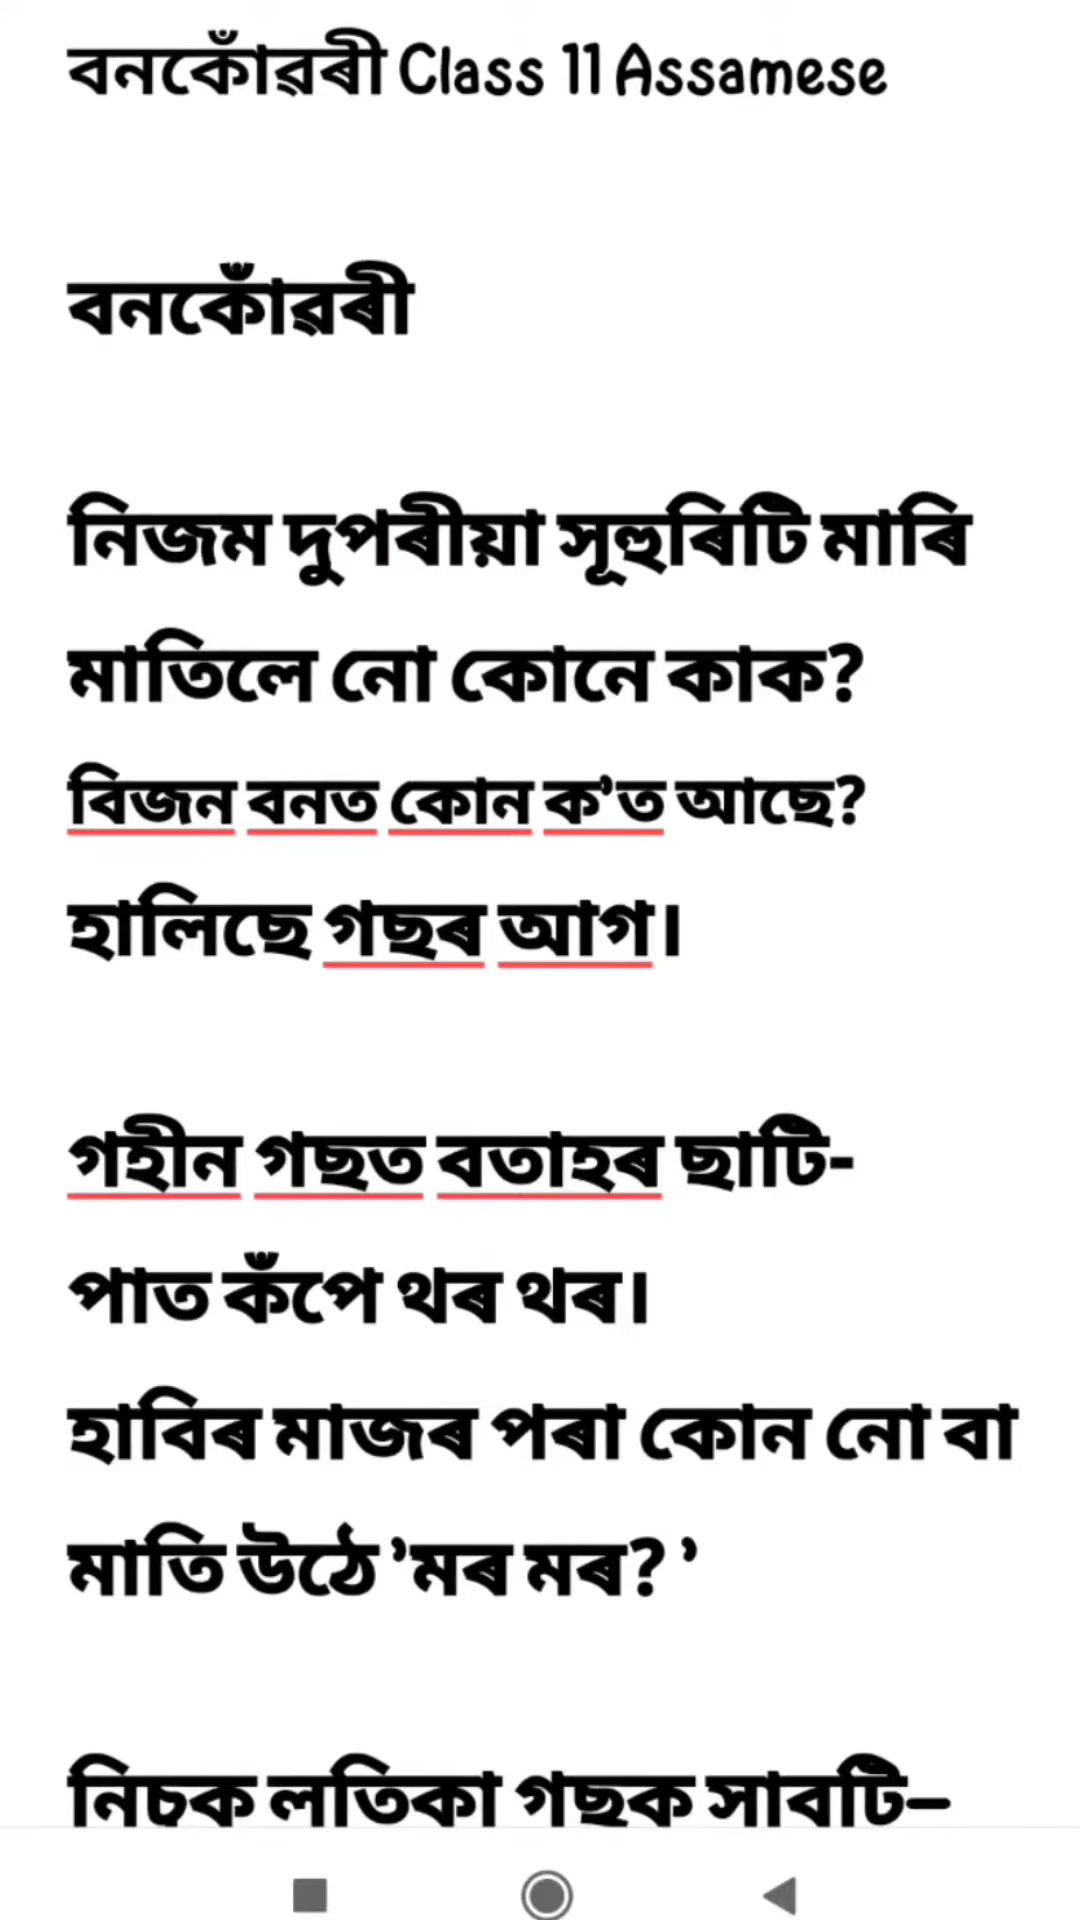 বনকোঁৱৰী Class 11 Assamese
বনকোঁৱৰী
নিজম দুপৰীয়া সূহুৰিটি মাৰি
মাতিলে নো কোনে কাক?
বিজন বনত কোন ক’ত আছে?
হালিছে গছৰ আগ।
গহীন গছত বতাহৰ ছাটি-
পাত কঁপে থৰ থৰ।
হাবিৰ মাজৰ পৰা কোন নো বা
মাতি উঠে ’মৰ মৰ? ’
নিচুক লতিকা গছক সাবটি–